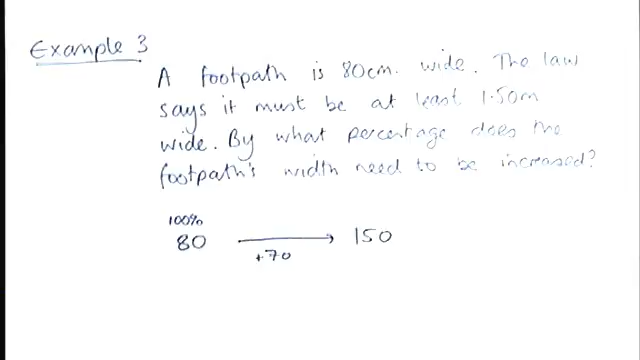 Example 3
A footpath is 80cm. wide. The law
says it must be at least 1.50m
wide. By what percentage does the
footpath's width need to be increased?
100%
80 → 150
+70